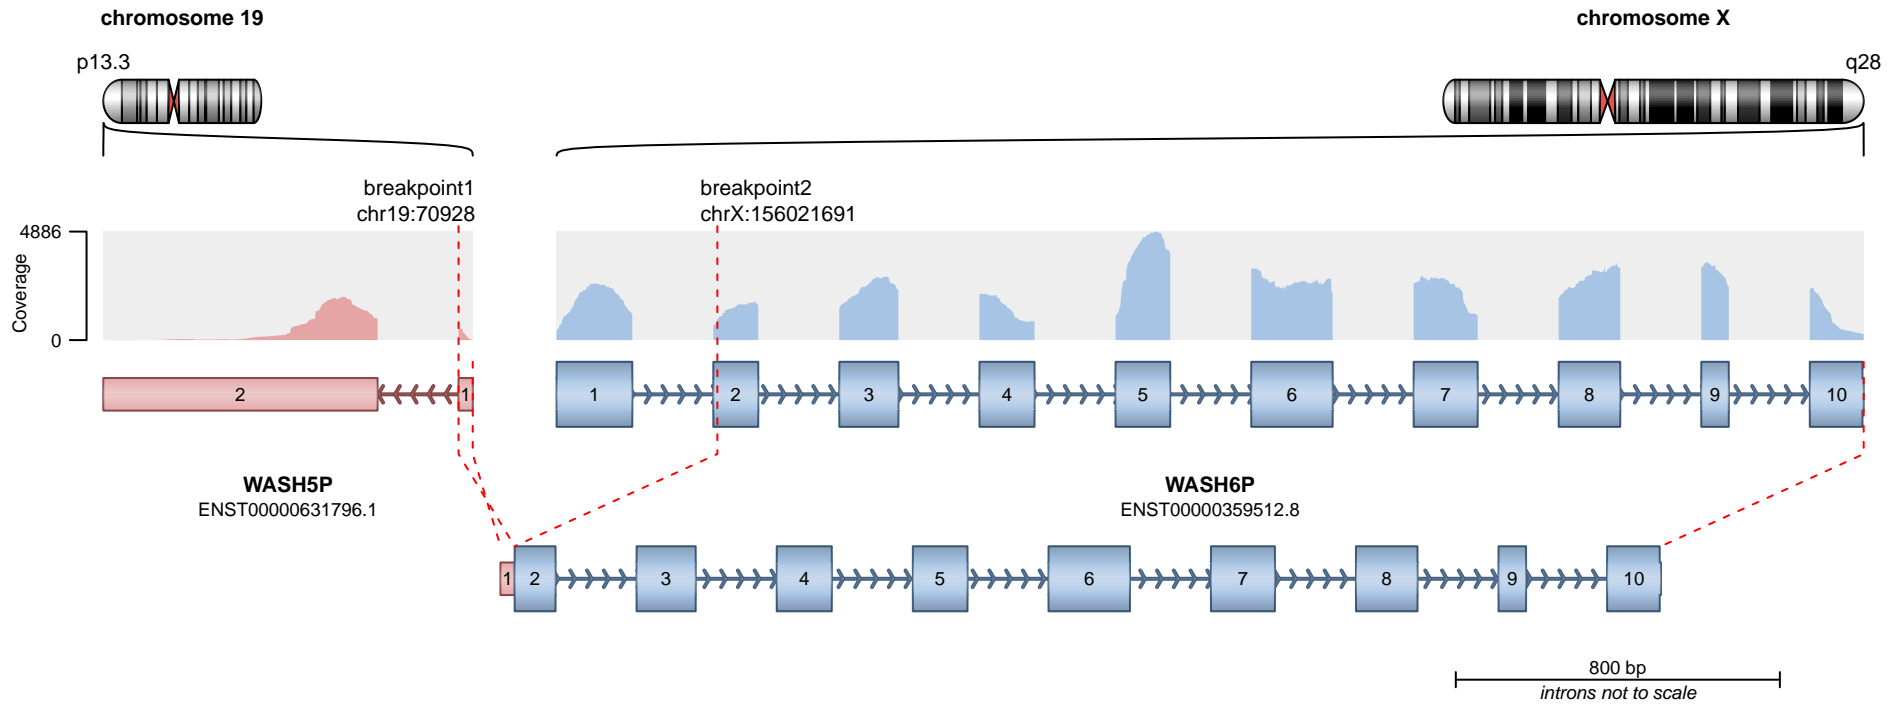 chromosome 19
chromosome X
p13.3
q28
breakpoint1
chr19:70928
breakpoint2
chrX:156021691
4886
Coverage
0
2
1
1
2
3
4
5
6
7
8
9
10
WASH5P
ENST00000631796.1
WASH6P
ENST00000359512.8
1
2
3
4
5
6
7
8
9
10
800 bp
introns not to scale